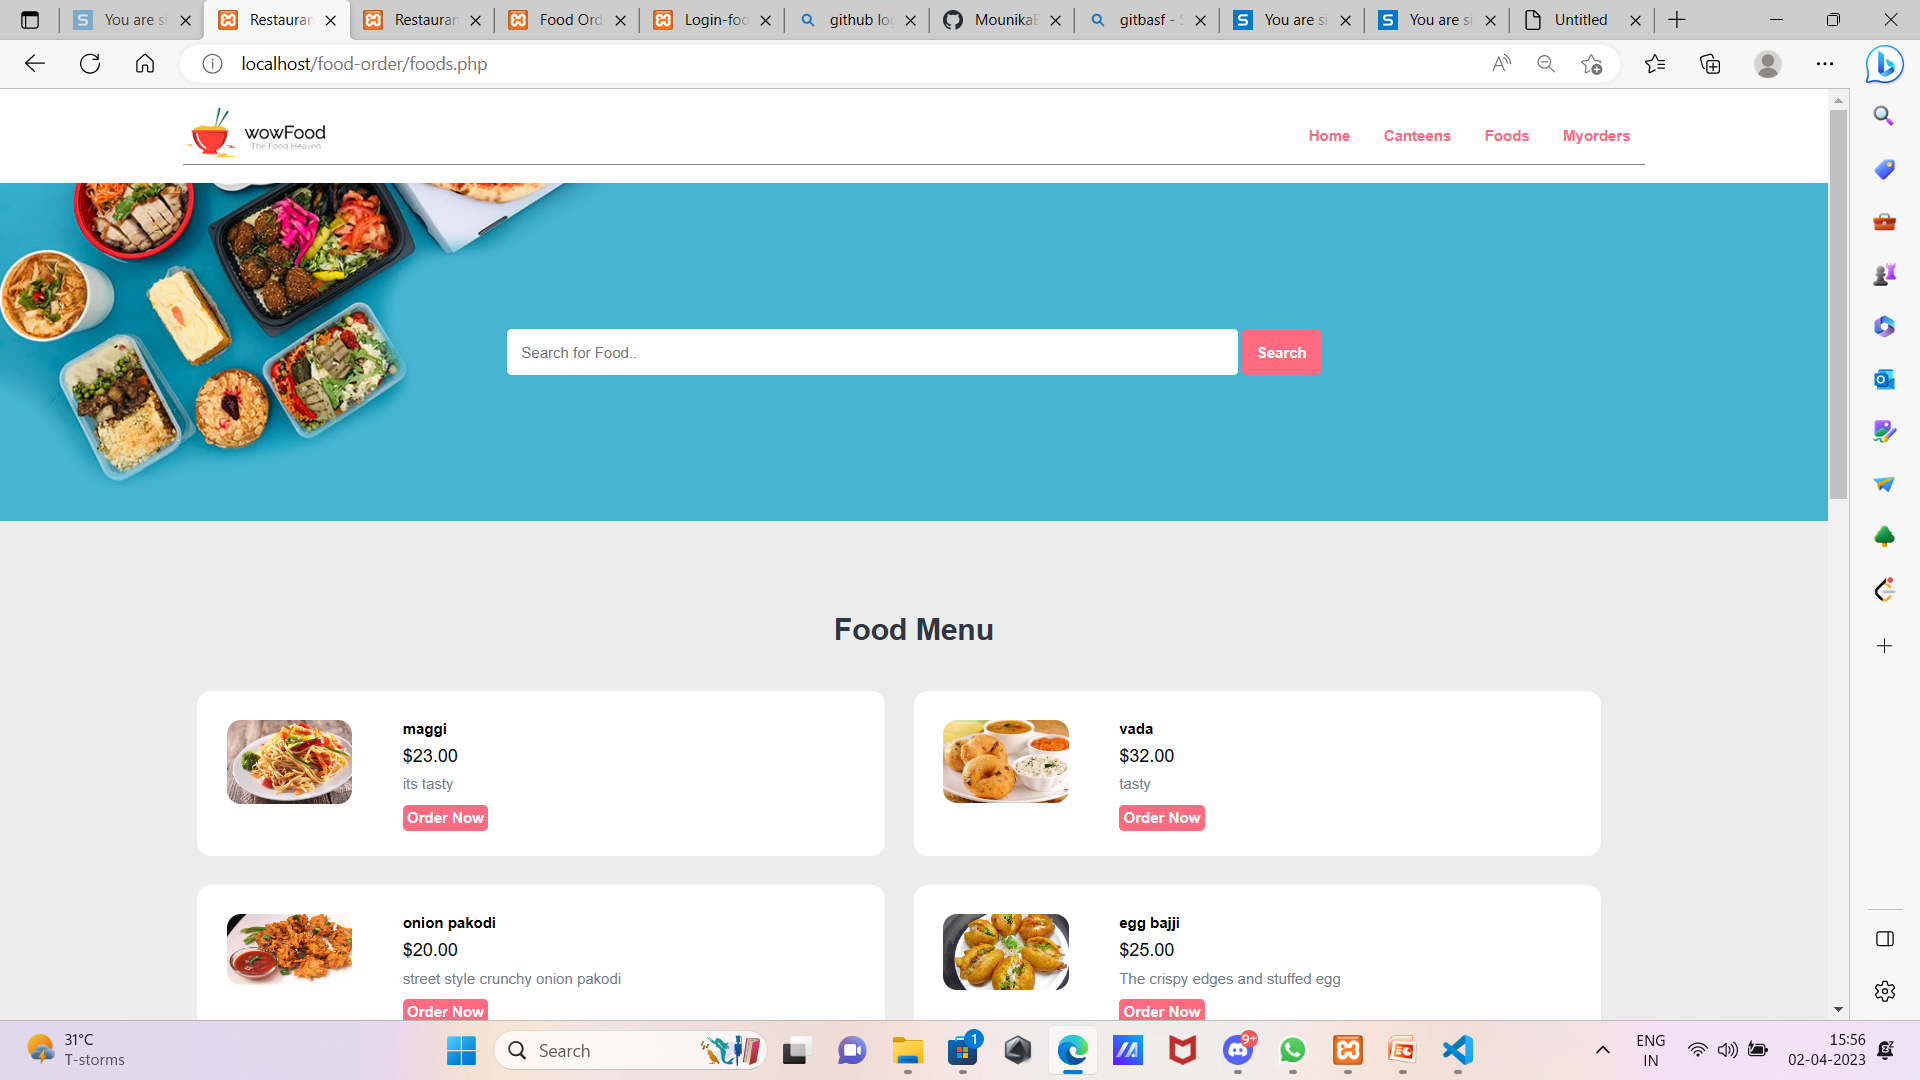 You are si
Restauran
Restauran
Food Ord
Login-foo
github log
MounikaB
gitbasf - S
You are si
You are si
Untitled
localhost/food-order/foods.php
wowFood
The Food Heaven
Home
Canteens
Foods
Myorders
Search for Food..
Search
Food Menu
maggi
$23.00
its tasty
Order Now
vada
$32.00
tasty
Order Now
onion pakodi
$20.00
street style crunchy onion pakodi
Order Now
egg bajji
$25.00
The crispy edges and stuffed egg
Order Now
31°C
T-storms
Search
1
9+
ENG
IN
15:56
02-04-2023